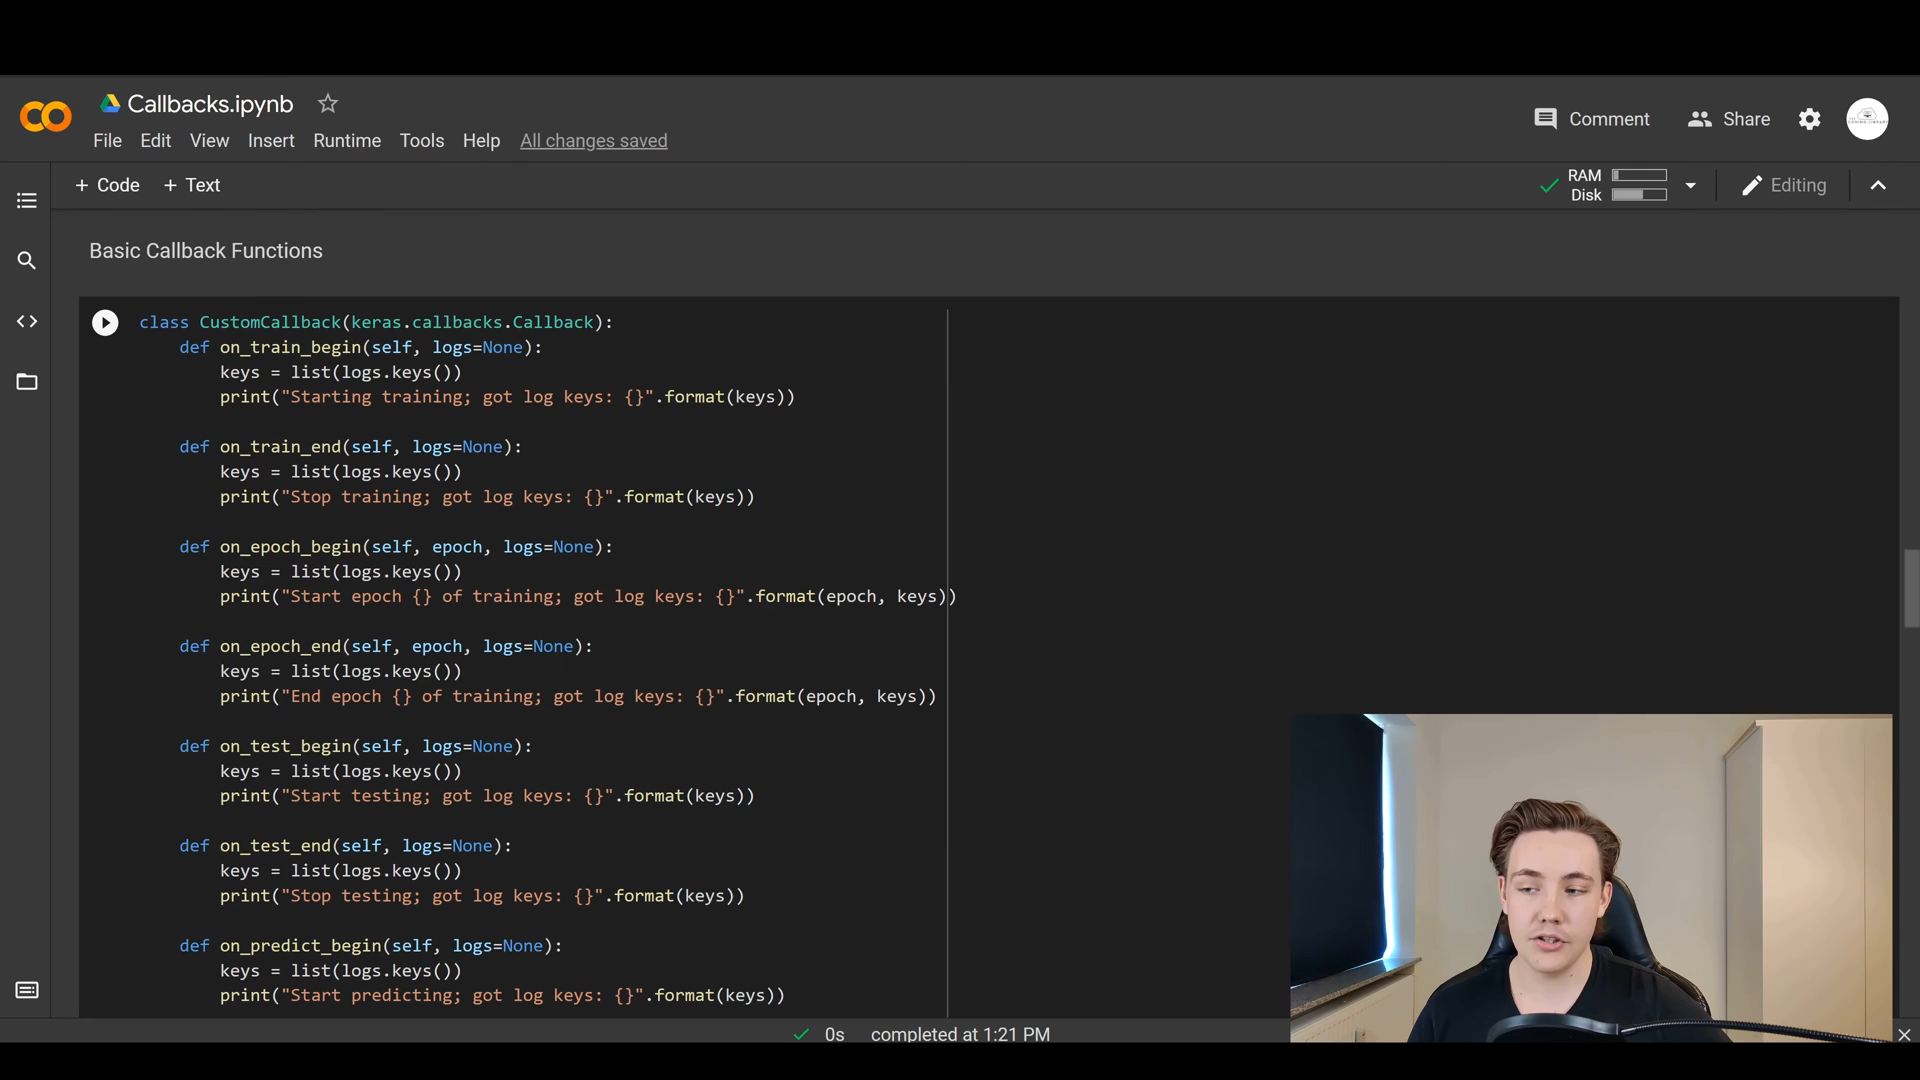 Callbacks.ipynb
File Edit View Insert Runtime Tools Help All changes saved
Comment Share
+ Code + Text
RAM
Disk
Editing
Basic Callback Functions
class CustomCallback(keras.callbacks.Callback):
def on_train_begin(self, logs=None):
keys = list(logs.keys())
print("Starting training; got log keys: {}".format(keys))
def on_train_end(self, logs=None):
keys = list(logs.keys())
print("Stop training; got log keys: {}".format(keys))
def on_epoch_begin(self, epoch, logs=None):
keys = list(logs.keys())
print("Start epoch {} of training; got log keys: {}".format(epoch, keys))
def on_epoch_end(self, epoch, logs=None):
keys = list(logs.keys())
print("End epoch {} of training; got log keys: {}".format(epoch, keys))
def on_test_begin(self, logs=None):
keys = list(logs.keys())
print("Start testing; got log keys: {}".format(keys))
def on_test_end(self, logs=None):
keys = list(logs.keys())
print("Stop testing; got log keys: {}".format(keys))
def on_predict_begin(self, logs=None):
keys = list(logs.keys())
print("Start predicting; got log keys: {}".format(keys))
0s completed at 1:21 PM